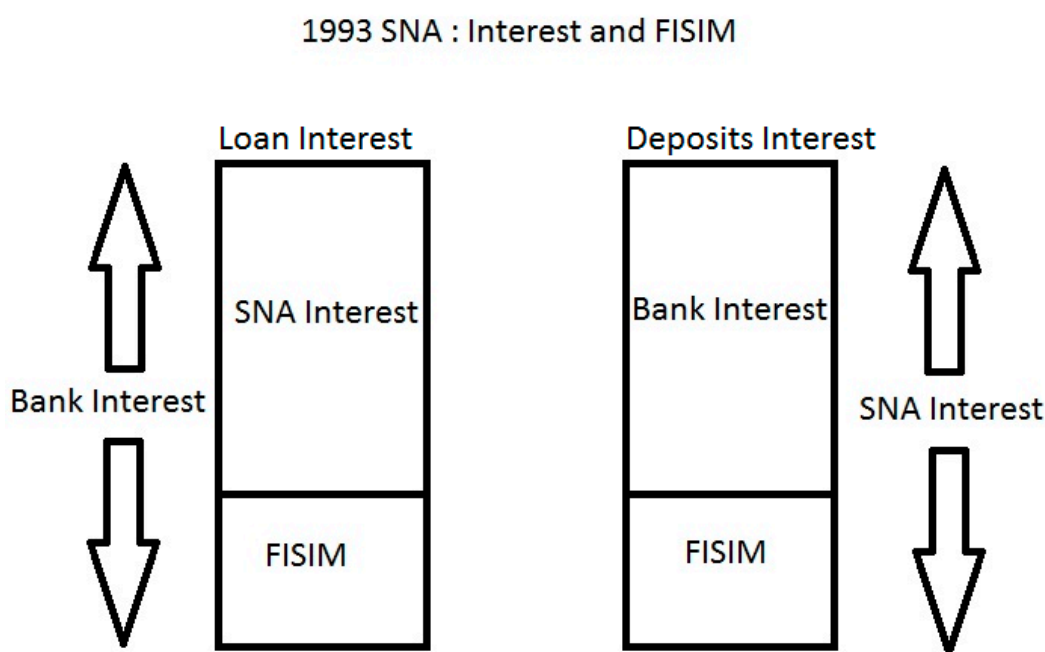 1993 SNA : Interest and FISIM
Loan Interest
Deposits Interest
SNA Interest
Bank Interest
Bank Interest
SNA Interest
FISIM
FISIM